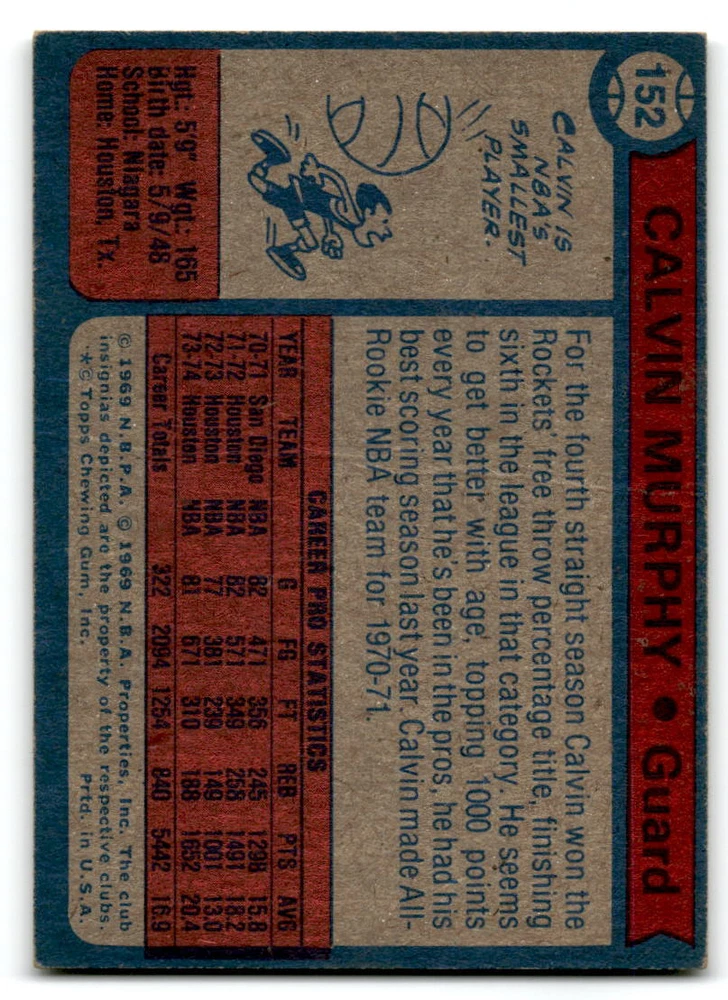 152
CALVIN MURPHY • Guard
CALVIN IS
NBA'S
SMALLEST
PLAYER.
Hgt.: 5'9" Wgt.: 165
Birth date: 5/9/48
School: Niagara
Home: Houston, Tx.
For the fourth straight season Calvin won the
Rockets' free throw percentage title, finishing
sixth in the league in that category. He seems
to get better with age, topping 1000 points
every year that he's been in the pros. he had his
best scoring season last year. Calvin made All-
Rookie NBA team for 1970-71.
CAREER PRO STATISTICS
YEAR TEAM G FG FT REB PTS AVG
70-71 San Diego NBA 82 471 356 245 1298 15.8
71-72 Houston NBA 82 571 349 258 1491 18.2
72-73 Houston NBA 77 381 239 149 1001 13.0
73-74 Houston NBA 81 671 310 188 1652 20.4
Career Totals 322 2094 1254 840 5442 16.9
© 1969 N.B.P.A. © 1969 N.B.A. Properties, Inc. The club
insignias depicted are the property of the respective clubs.
*© Topps Chewing Gum, Inc. Prtd. in U.S.A.